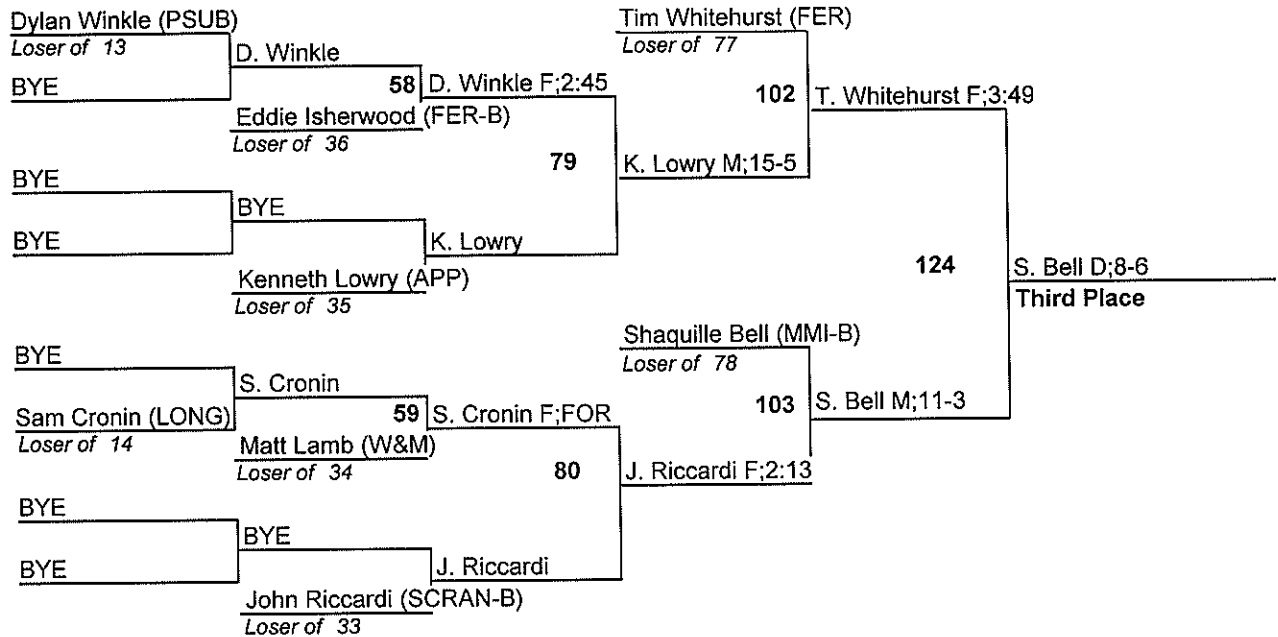 Dylan Winkle (PSUB)
Loser of 13
BYE
D. Winkle
58
Eddie Isherwood (FER-B)
Loser of 36
D. Winkle F;2:45
BYE
BYE
BYE
Kenneth Lowry (APP)
Loser of 35
K. Lowry
79
K. Lowry M;15-5
Tim Whitehurst (FER)
Loser of 77
102
T. Whitehurst F;3:49
BYE
Sam Cronin (LONG)
Loser of 14
S. Cronin
59
Matt Lamb (W&M)
Loser of 34
S. Cronin F;FOR
BYE
BYE
BYE
John Riccardi (SCRAN-B)
Loser of 33
J. Riccardi
80
J. Riccardi F;2:13
Shaquille Bell (MMI-B)
Loser of 78
103
S. Bell M;11-3
124
S. Bell D;8-6
Third Place